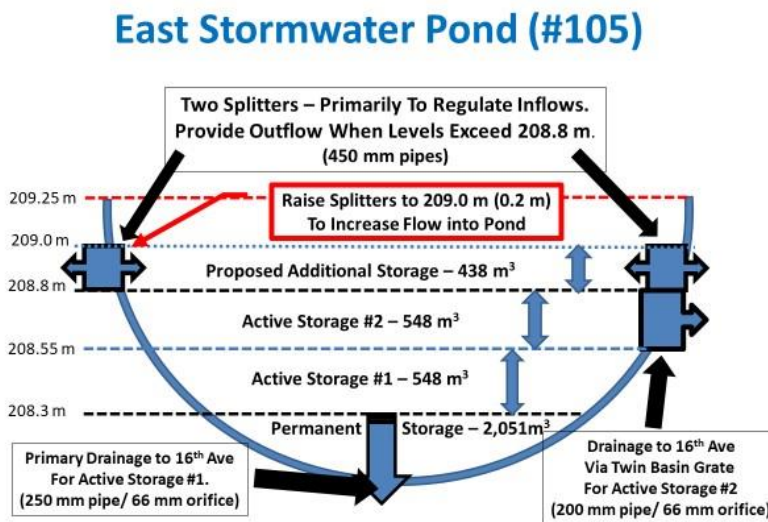 East Stormwater Pond (#105)
Two Splitters – Primarily To Regulate Inflows.
Provide Outflow When Levels Exceed 208.8 m.
(450 mm pipes)
209.25 m
Raise Splitters to 209.0 m (0.2 m)
To Increase Flow into Pond
209.0 m
Proposed Additional Storage – 438 m³
208.8 m
Active Storage #2 – 548 m³
208.55 m
Active Storage #1 – 548 m³
208.3 m
Permanent Storage – 2,051m³
Primary Drainage to 16th Ave
For Active Storage #1.
(250 mm pipe/ 66 mm orifice)
Drainage to 16th Ave
Via Twin Basin Grate
For Active Storage #2
(200 mm pipe/ 66 mm orifice)